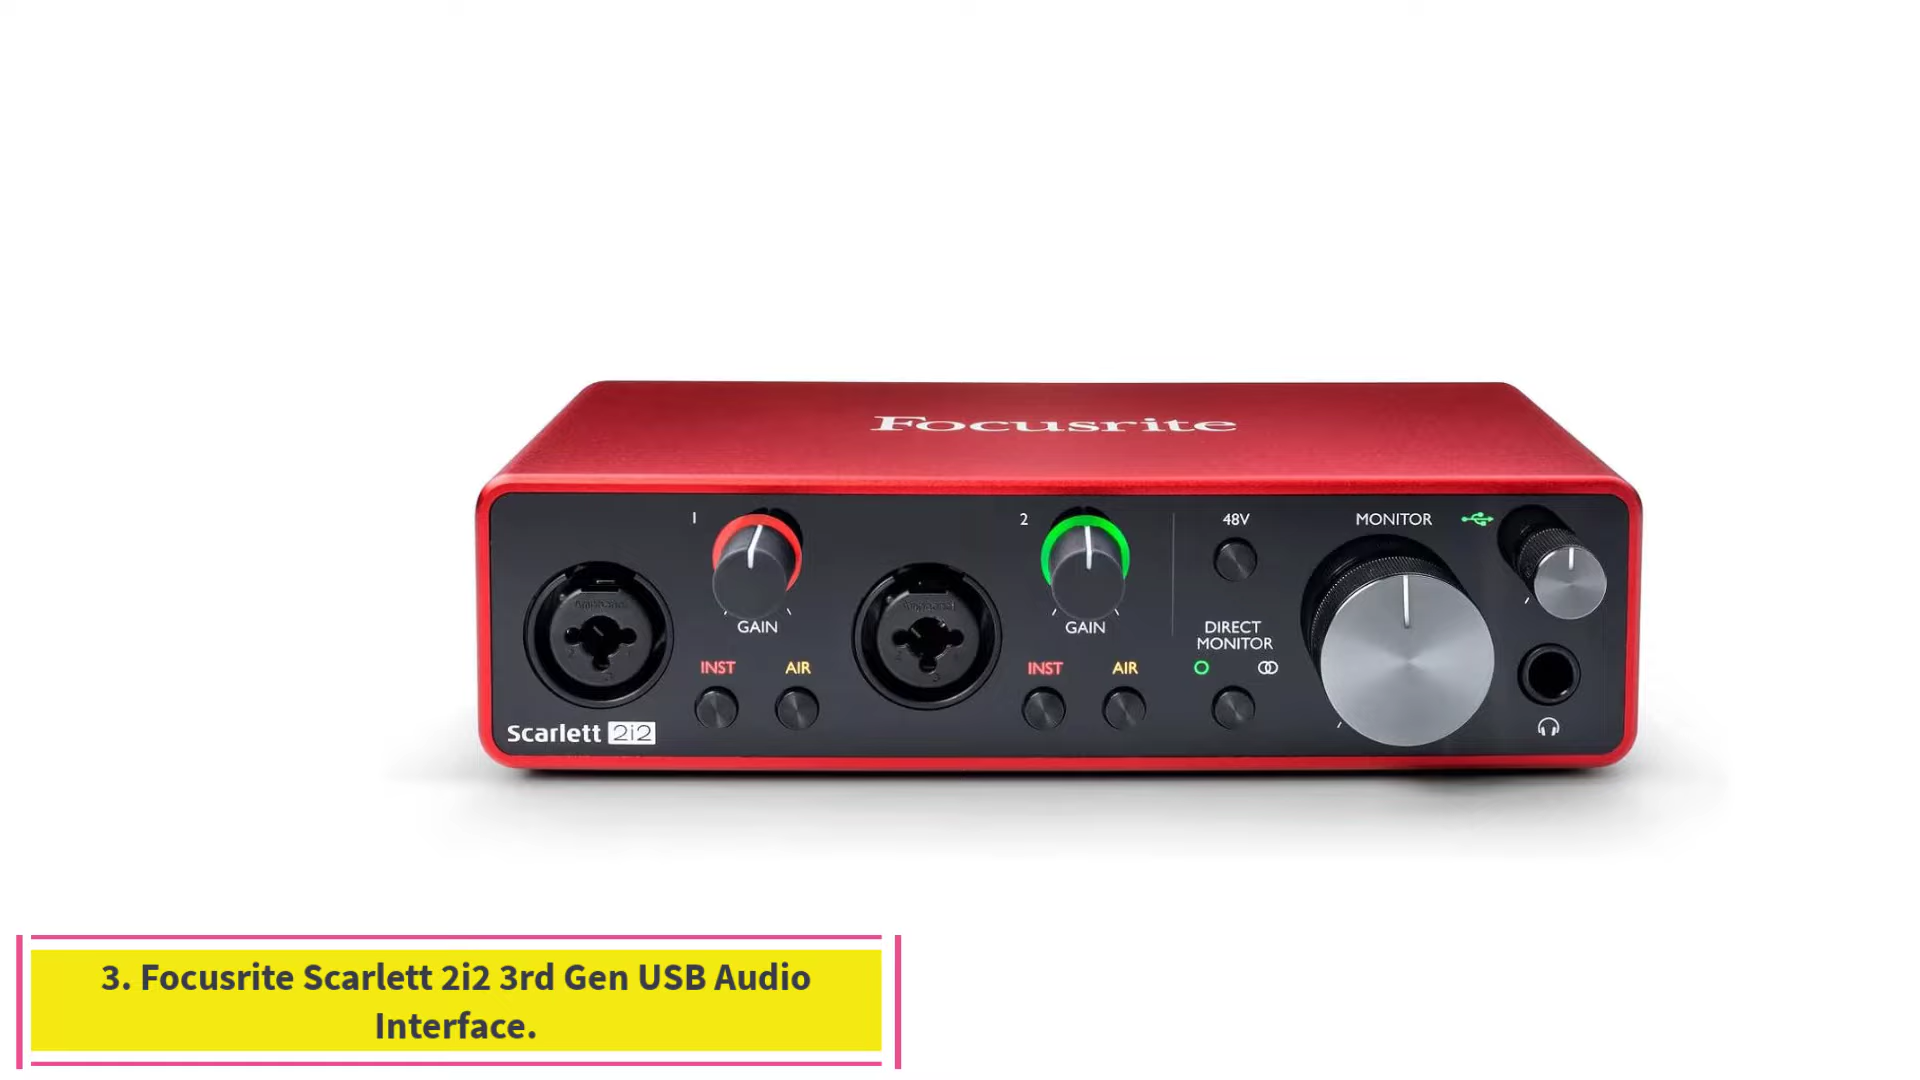 Focusrite
1
2
48V
MONITOR
GAIN
GAIN
DIRECT
MONITOR
INST
AIR
INST
AIR
Scarlett 2i2
3. Focusrite Scarlett 2i2 3rd Gen USB Audio
Interface.